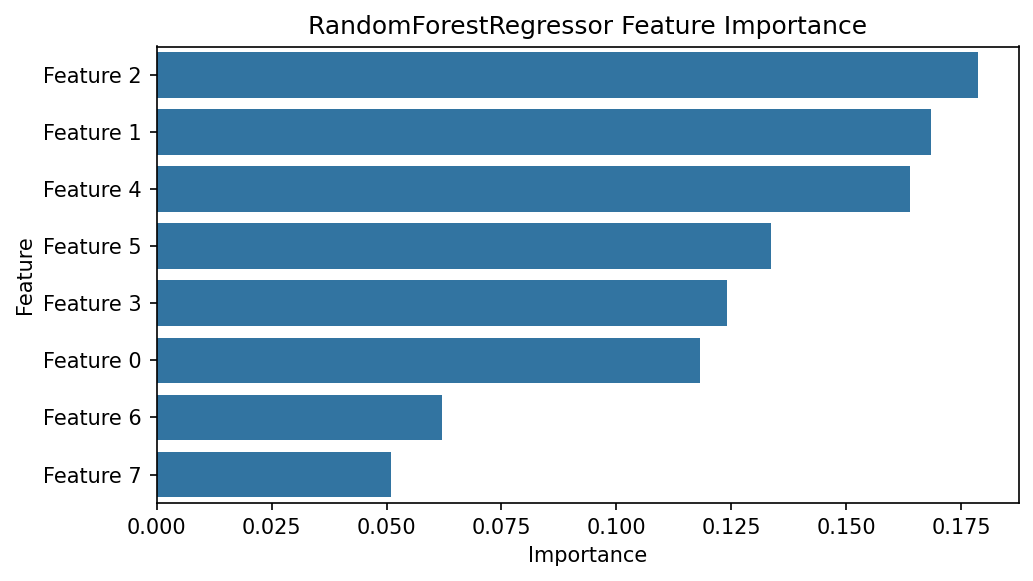 RandomForestRegressor Feature Importance
Feature
Feature 2
Feature 1
Feature 4
Feature 5
Feature 3
Feature 0
Feature 6
Feature 7
0.000 0.025 0.050 0.075 0.100 0.125 0.150 0.175
Importance